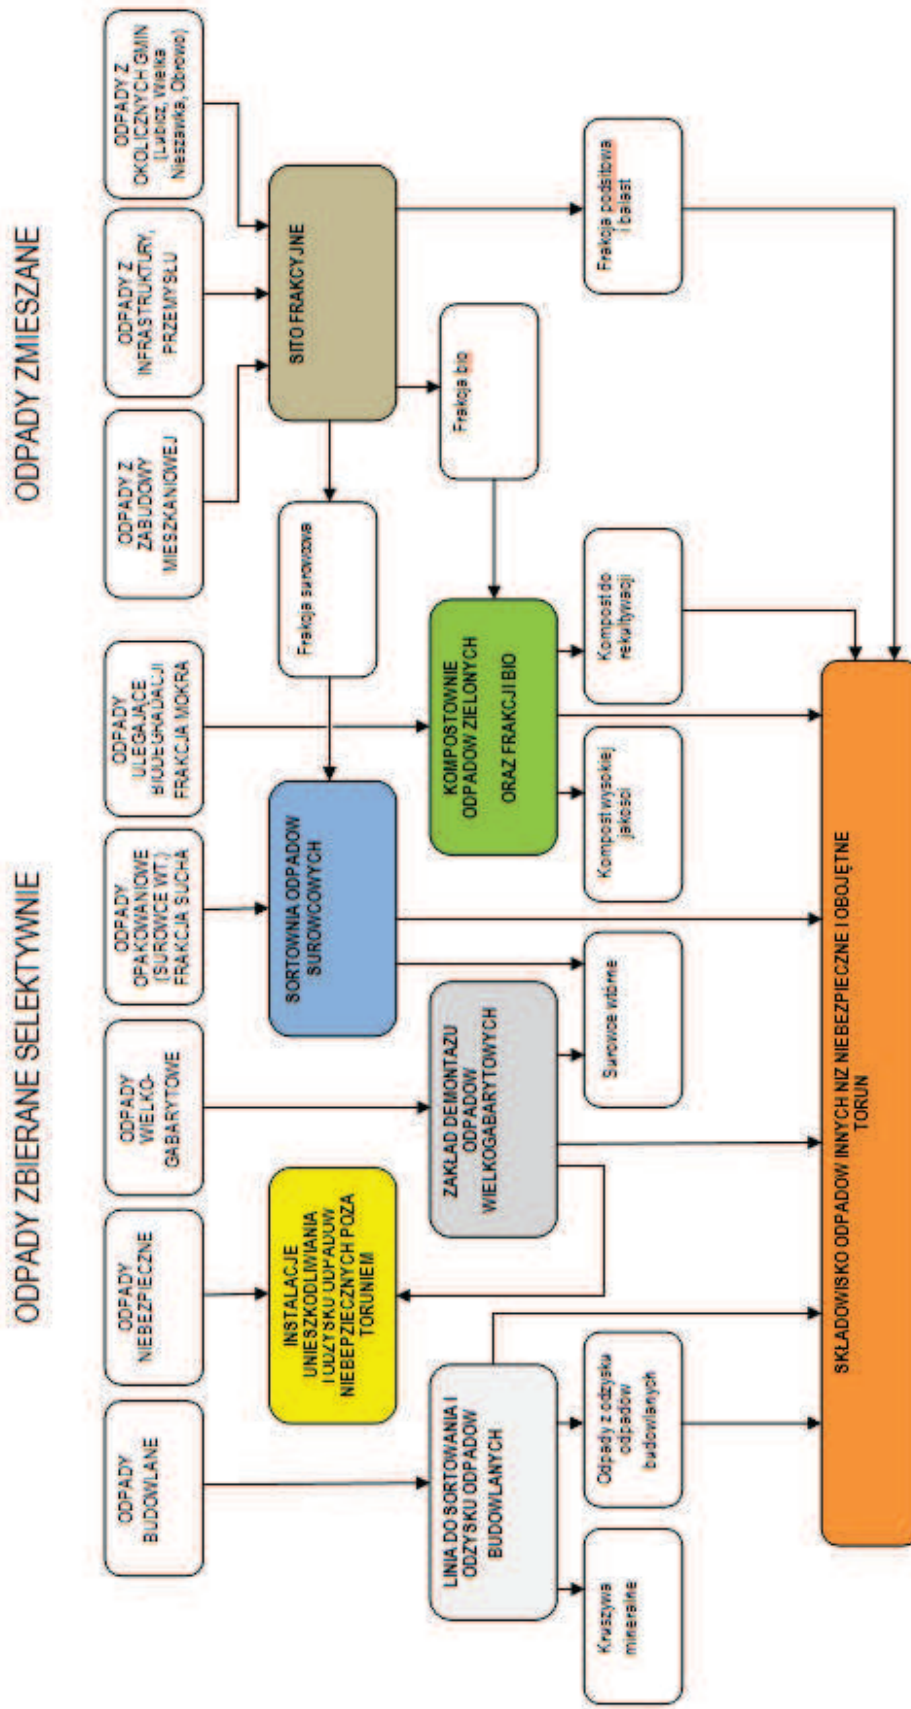 ODPADY ZBIERANE SELEKTYWNIE
ODPADY ZMIESZANE
ODPADY
BUDOWLANE
ODPADY
NIEBEZPIECZNE
ODPADY
WIELKO-
GABARYTOWE
ODPADY
OPAKOWANIOWE
(SUROWCE WT.)
FRAKCJA SUCHA
ODPADY
ULEGAJĄCE
BIODEGRADACJI
FRAKCJA MOKRA
ODPADY Z
ZABUDOWY
MIESZKANIOWEJ
ODPADY Z
INFRASTRUKTURY,
PRZEMYSŁU
ODPADY Z
OKOLICZNYCH GMIN
(Lubicz, Wielka
Nieszawka, Obrowo)
INSTALACJE
UNIESZKODLIWIANIA
I ODZYSKU ODPADÓW
NIEBEPZIECZNYCH POZA
TORUNIEM
SORTOWNIA ODPADÓW
SUROWCOWYCH
Frakcja surowcowa
SITO FRAKCYJNE
LINIA DO SORTOWANIA I
ODZYSKU ODPADÓW
BUDOWLANYCH
ZAKŁAD DEMONTAŻU
ODPADÓW
WIELKOGABARYTOWYCH
KOMPOSTOWNIE
ODPADÓW ZIELONYCH
ORAZ FRAKCJI BIO
Frakcja bio
Kruszywa
mineralne
Odpady z odzysku
odpadów
budowlanych
Surowce wtórne
Kompost wysokiej
jakości
Kompost do
rekultywacji
Frakcja podsitowa
i balast
SKŁADOWISKO ODPADÓW INNYCH NIŻ NIEBEZPIECZNE I OBOJĘTNE
TORUŃ